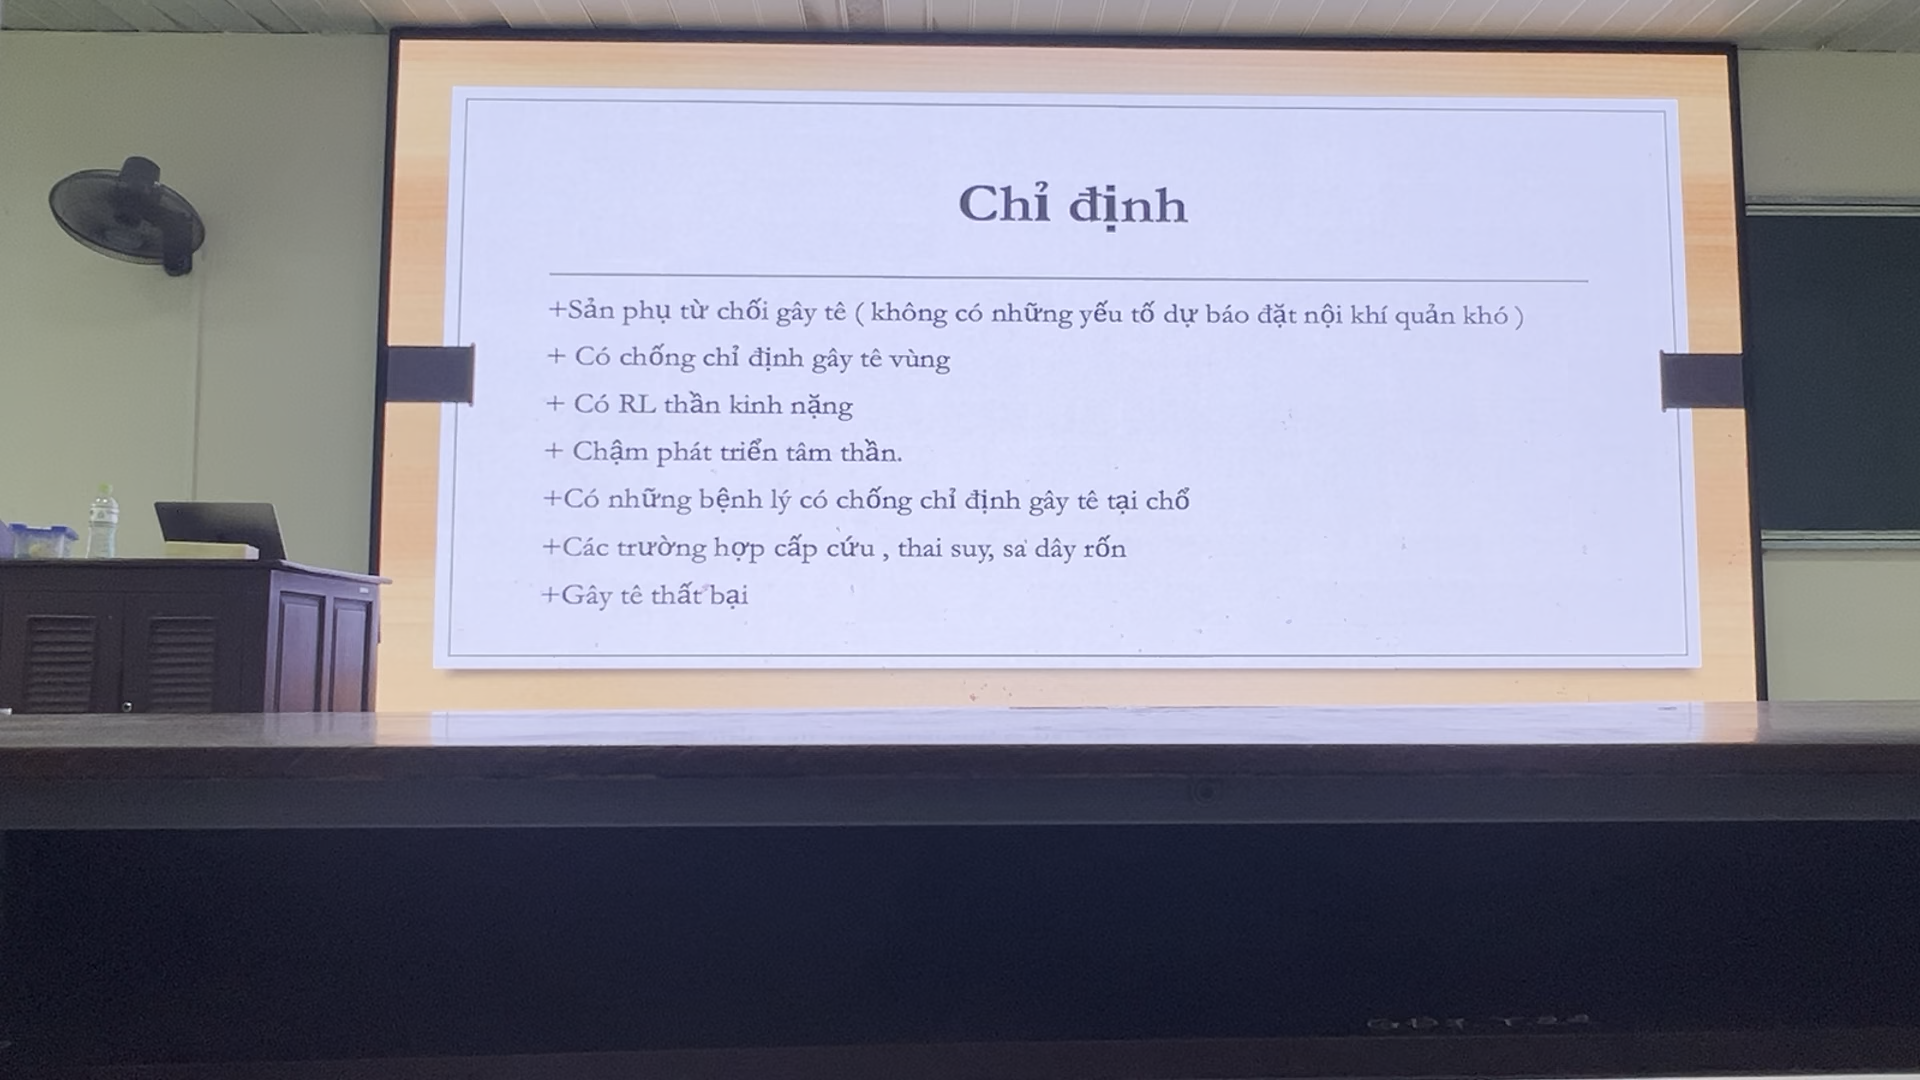 Chỉ định
+Sản phụ từ chối gây tê ( không có những yếu tố dự báo đặt nội khí quản khó )
+ Có chống chỉ định gây tê vùng
+ Có RL thần kinh nặng
+ Chậm phát triển tâm thần.
+Có những bệnh lý có chống chỉ định gây tê tại chổ
+Các trường hợp cấp cứu , thai suy, sa dây rốn
+Gây tê thất bại